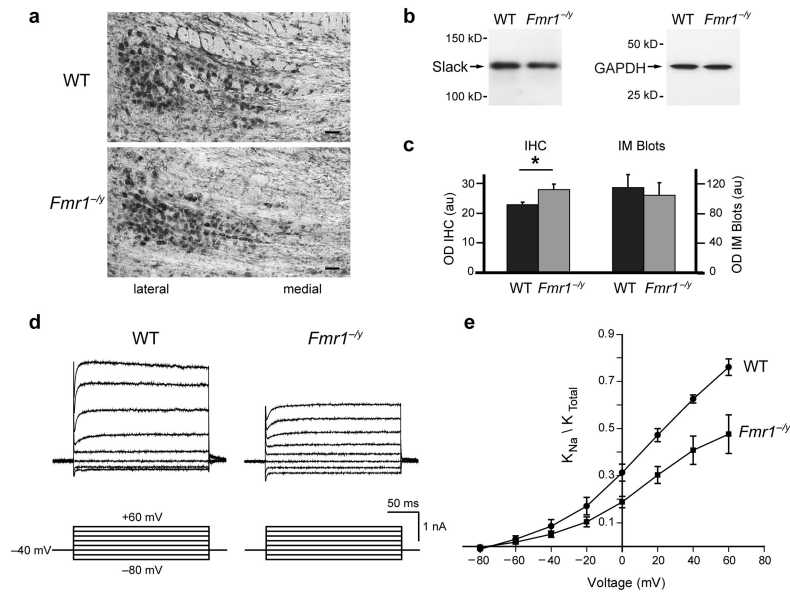 a
WT
Fmr1−/y
lateral medial
b
WT Fmr1−/y
150 kD
Slack
100 kD
50 kD
GAPDH
25 kD
c
IHC IM Blots
*
OD IHC (au)
30
20
10
0
OD IM Blots (au)
120
80
40
0
WT Fmr1−/y WT Fmr1−/y
d
WT Fmr1−/y
50 ms
1 nA
+60 mV
−40 mV
−80 mV
e
KNa \ KTotal
0.9
0.7
0.5
0.3
0.1
WT
Fmr1−/y
−80 −60 −40 −20 0 20 40 60 80
Voltage (mV)